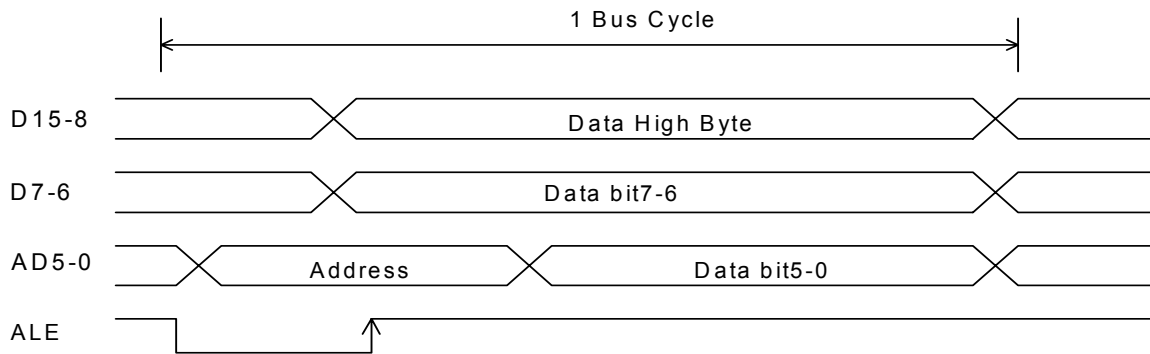 1 Bus Cycle
D15-8
Data High Byte
D7-6
Data bit7-6
AD5-0
Address
Data bit5-0
ALE